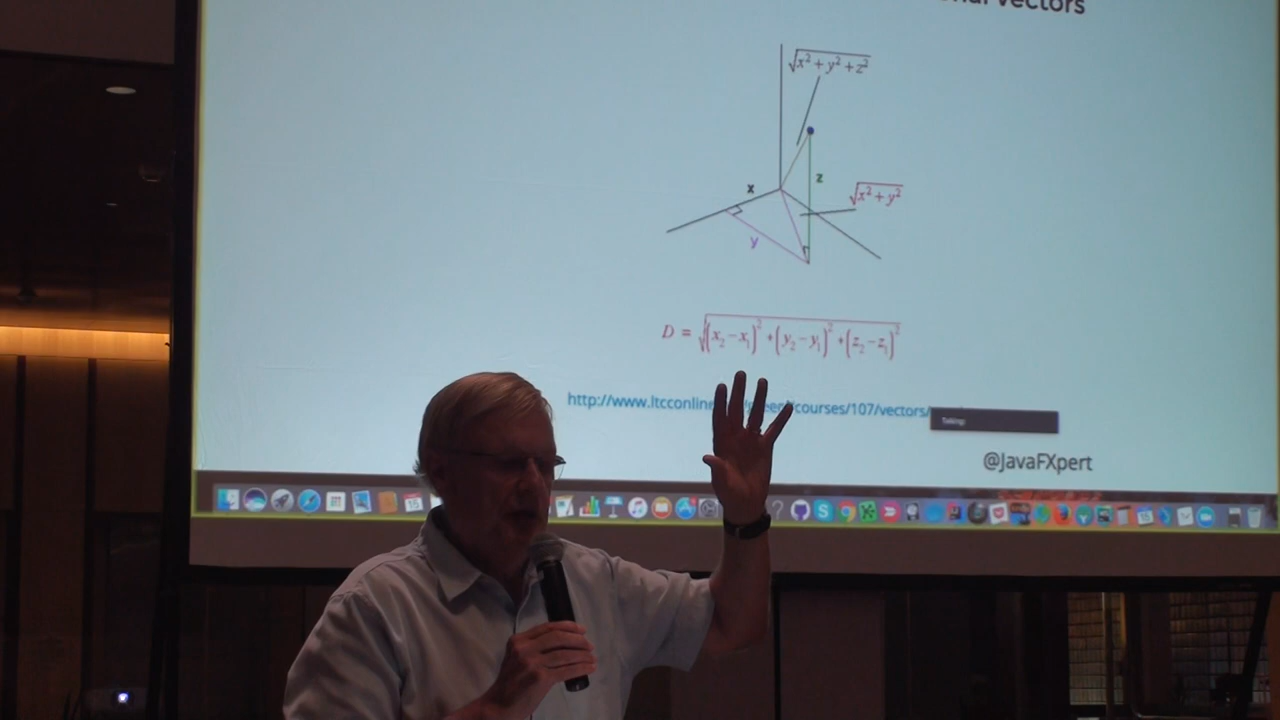 vectors
√x² + y² + z²
x
z
√x² + y²
y
D = √(x₂ − x₁)² + (y₂ − y₁)² + (z₂ − z₁)²
http://www.ltcconline courses/107/vectors/
@JavaFXpert